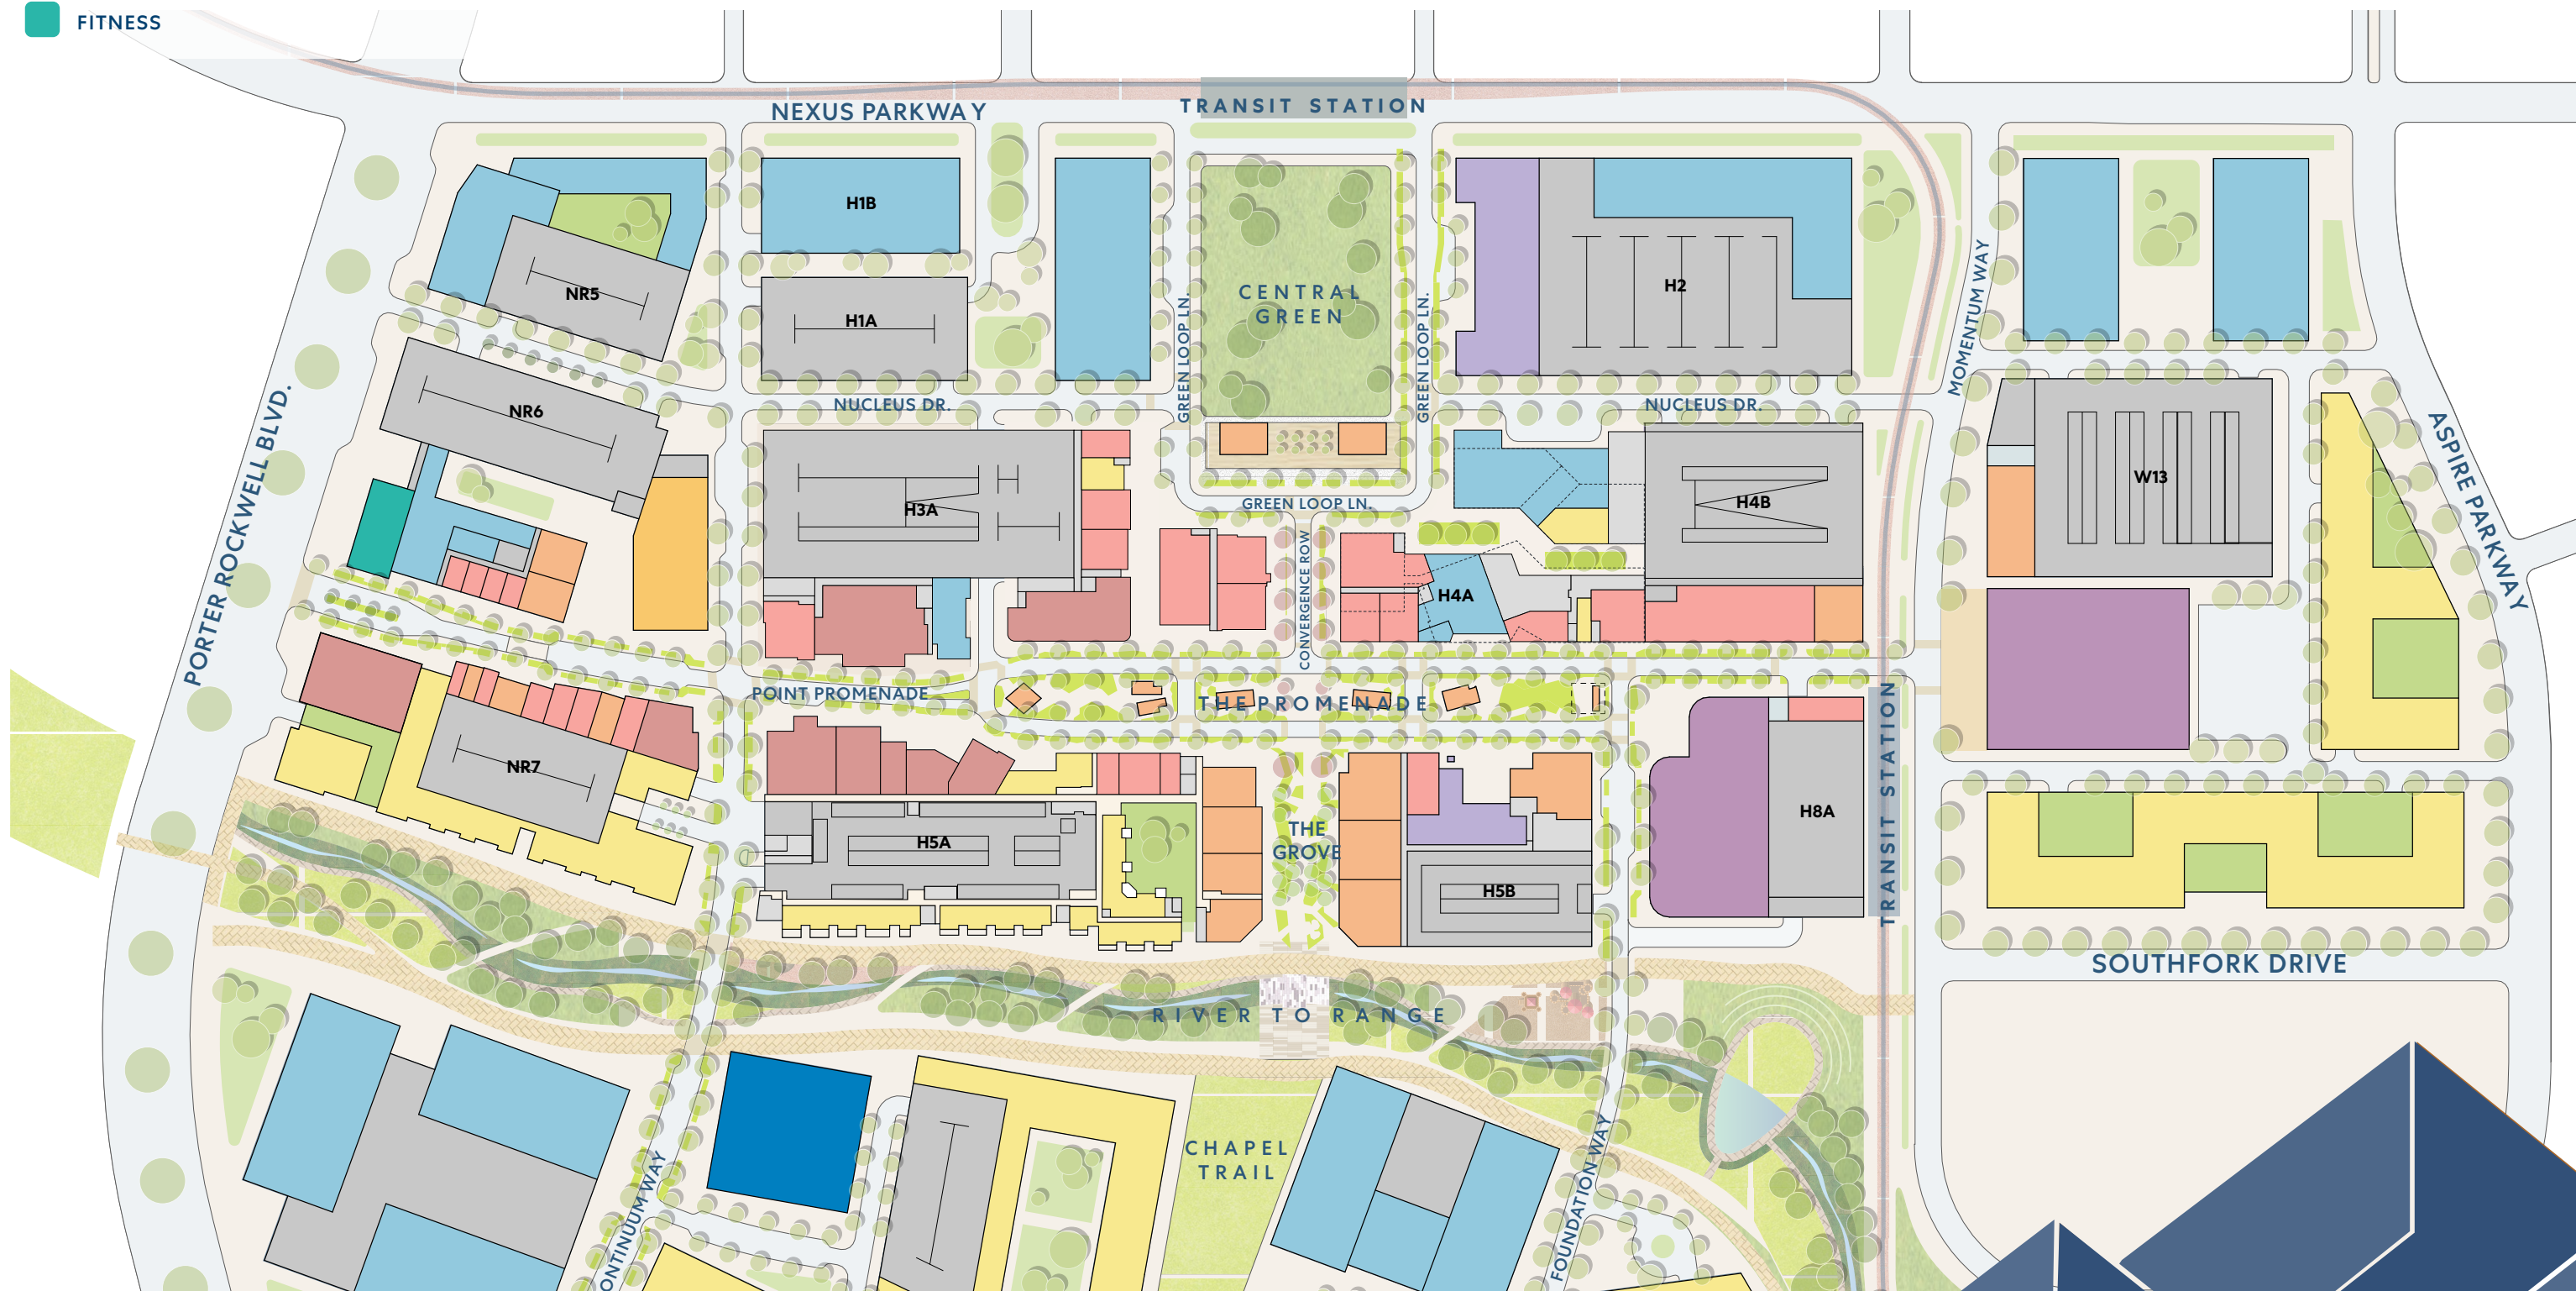 FITNESS
NEXUS PARKWAY
TRANSIT STATION
H1B
NR5
H1A
H2
CENTRAL
GREEN
GREEN LOOP LN.
GREEN LOOP LN.
MOMENTUM WAY
NR6
NUCLEUS DR.
NUCLEUS DR.
PORTER ROCKWELL BLVD.
ASPIRE PARKWAY
H3A
GREEN LOOP LN.
H4B
W13
CONVERGENCE ROW
H4A
POINT PROMENADE
THE PROMENADE
TRANSIT STATION
NR7
H5A
THE
GROVE
H5B
H8A
SOUTHFORK DRIVE
RIVER TO RANGE
CHAPEL
TRAIL
ONTINUUM WAY
FOUNDATION WAY